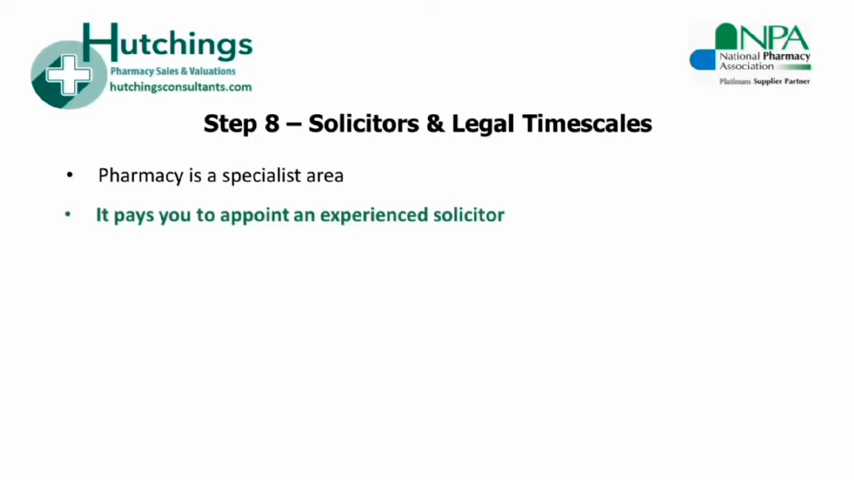 Hutchings
Pharmacy Sales & Valuations
hutchingsconsultants.com
NPA
National Pharmacy
Association
Platinum Supplier Partner
Step 8 – Solicitors & Legal Timescales
• Pharmacy is a specialist area
• It pays you to appoint an experienced solicitor